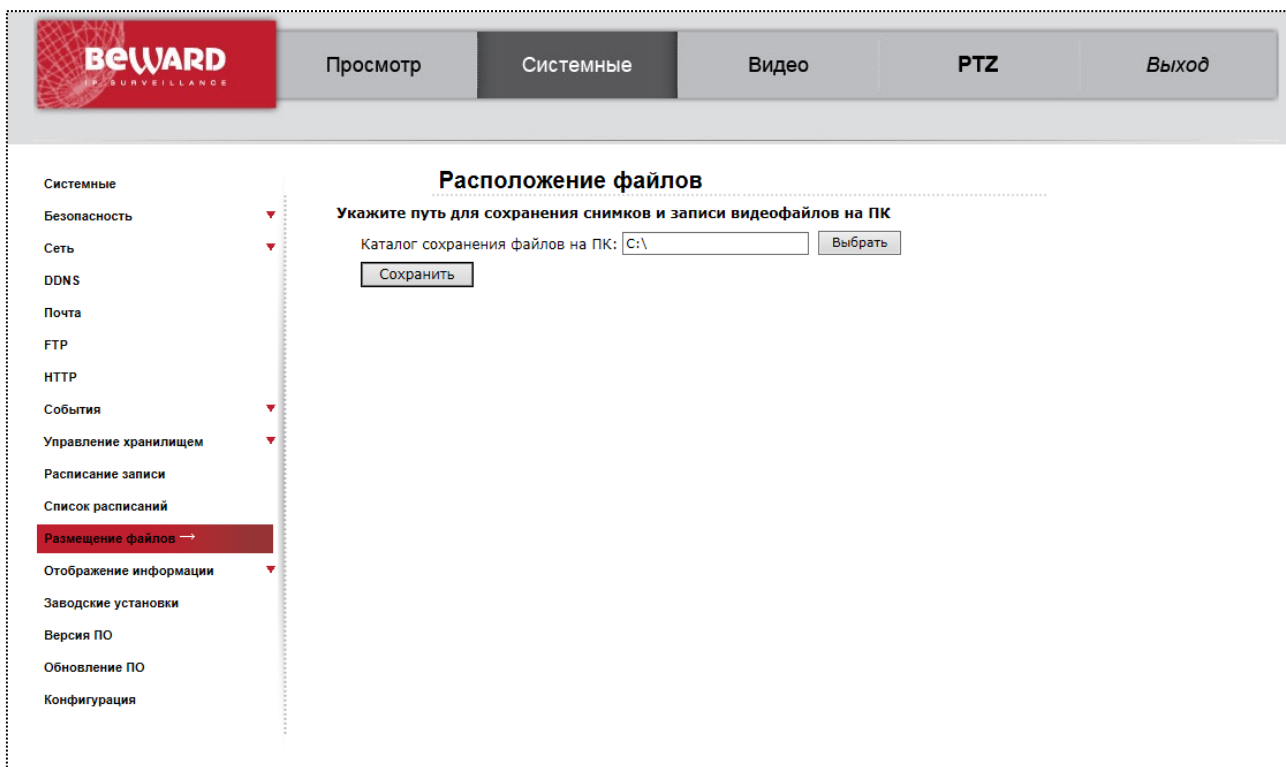 BEWARD
IP SURVEILLANCE
Просмотр
Системные
Видео
PTZ
Выход
Системные
Безопасность
Сеть
DDNS
Почта
FTP
HTTP
События
Управление хранилищем
Расписание записи
Список расписаний
Размещение файлов →
Отображение информации
Заводские установки
Версия ПО
Обновление ПО
Конфигурация
Расположение файлов
Укажите путь для сохранения снимков и записи видеофайлов на ПК
Каталог сохранения файлов на ПК: C:\ Выбрать
Сохранить